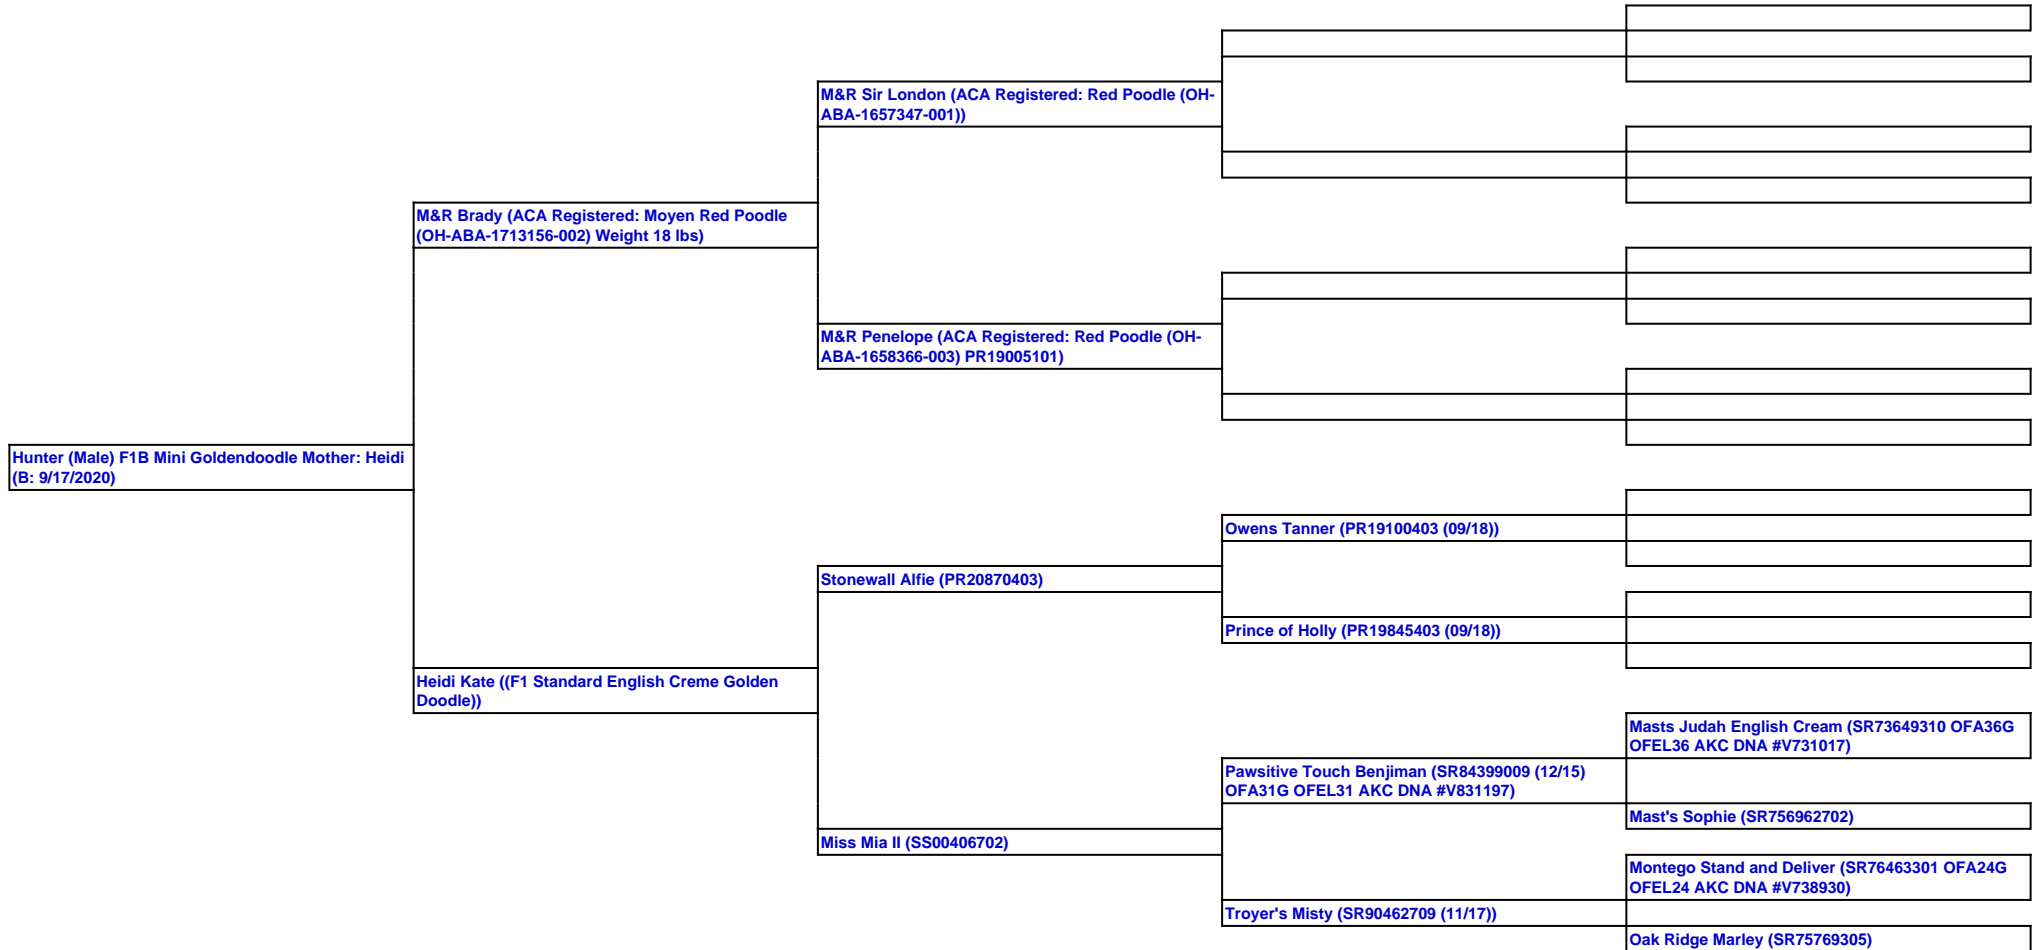 M&R Sir London (ACA Registered: Red Poodle (OH-
ABA-1657347-001))
M&R Brady (ACA Registered: Moyen Red Poodle
(OH-ABA-1713156-002) Weight 18 lbs)
M&R Penelope (ACA Registered: Red Poodle (OH-
ABA-1658366-003) PR19005101)
Hunter (Male) F1B Mini Goldendoodle Mother: Heidi
(B: 9/17/2020)
Owens Tanner (PR19100403 (09/18))
Stonewall Alfie (PR20870403)
Prince of Holly (PR19845403 (09/18))
Heidi Kate ((F1 Standard English Creme Golden
Doodle))
Masts Judah English Cream (SR73649310 OFA36G
OFEL36 AKC DNA #V731017)
Pawsitive Touch Benjiman (SR84399009 (12/15)
OFA31G OFEL31 AKC DNA #V831197)
Mast's Sophie (SR756962702)
Miss Mia II (SS00406702)
Montego Stand and Deliver (SR76463301 OFA24G
OFEL24 AKC DNA #V738930)
Troyer's Misty (SR90462709 (11/17))
Oak Ridge Marley (SR75769305)